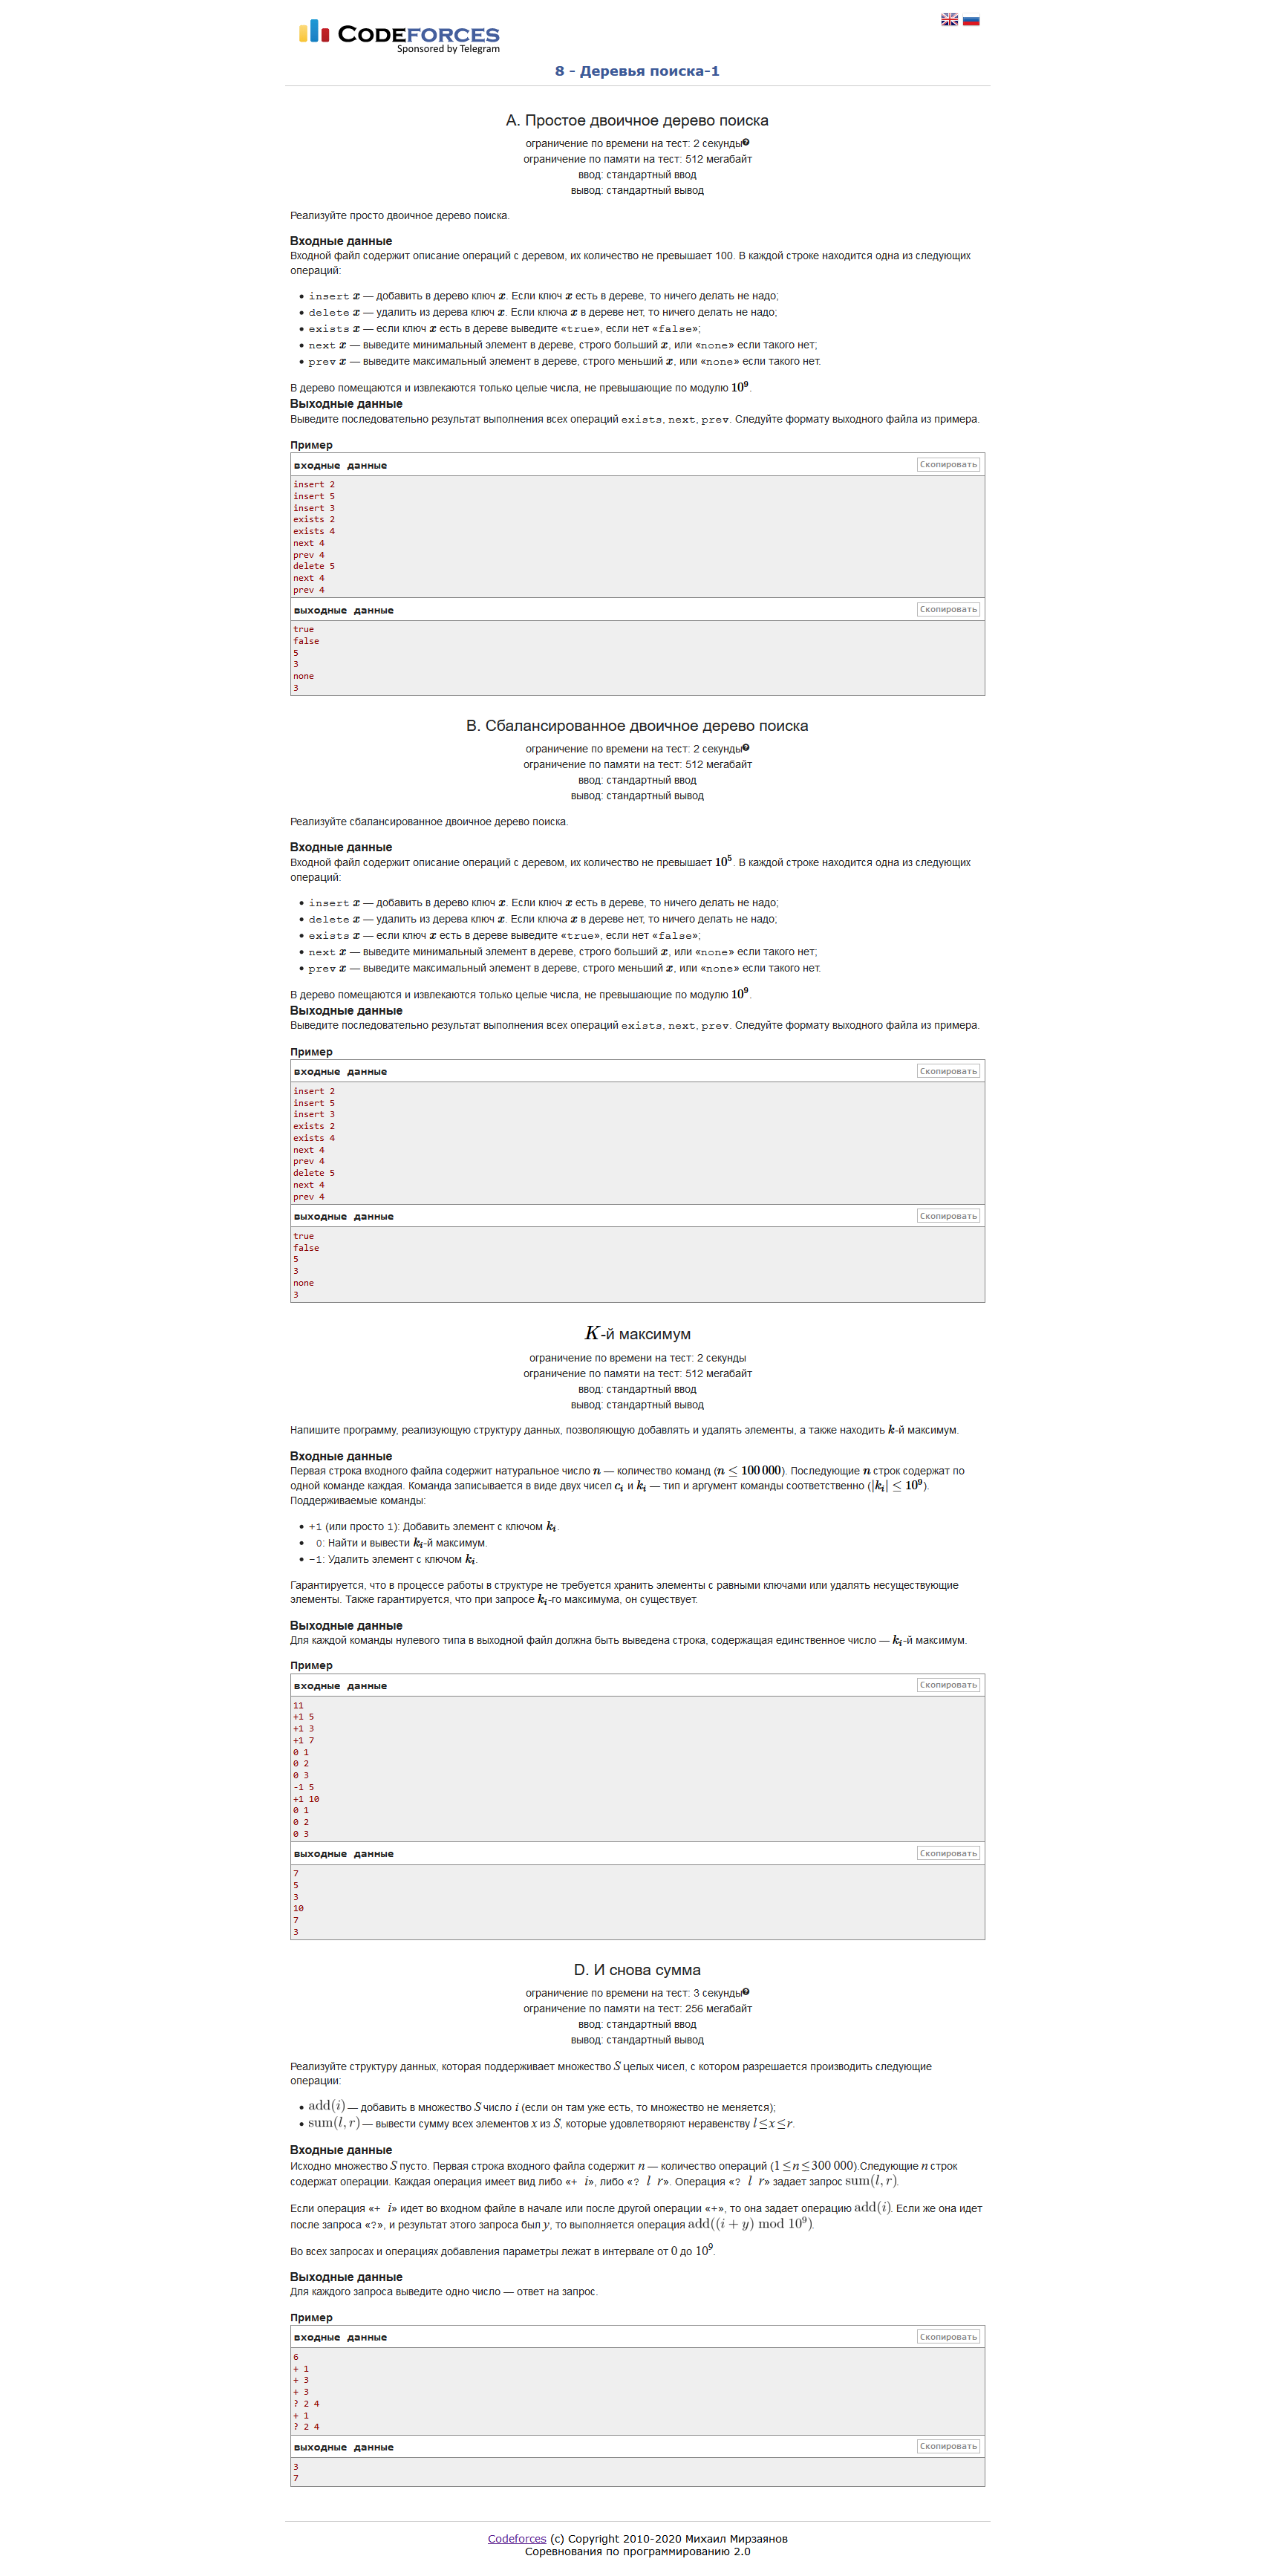 CODEFORCES
Sponsored by Telegram
8 - Деревья поиска-1
A. Простое двоичное дерево поиска
ограничение по времени на тест: 2 секунды
ограничение по памяти на тест: 512 мегабайт
ввод: стандартный ввод
вывод: стандартный вывод
Реализуйте просто двоичное дерево поиска.
Входные данные
Входной файл содержит описание операций с деревом, их количество не превышает 100. В каждой строке находится одна из следующих
операций:
• insert x — добавить в дерево ключ x. Если ключ x есть в дереве, то ничего делать не надо;
• delete x — удалить из дерева ключ x. Если ключа x в дереве нет, то ничего делать не надо;
• exists x — если ключ x есть в дереве выведите «true», если нет «false»;
• next x — выведите минимальный элемент в дереве, строго больший x, или «none» если такого нет;
• prev x — выведите максимальный элемент в дереве, строго меньший x, или «none» если такого нет.
В дерево помещаются и извлекаются только целые числа, не превышающие по модулю 10⁹.
Выходные данные
Выведите последовательно результат выполнения всех операций exists, next, prev. Следуйте формату выходного файла из примера.
Пример
входные данные Скопировать
insert 2
insert 5
insert 3
exists 2
exists 4
next 4
prev 4
delete 5
next 4
prev 4
выходные данные Скопировать
true
false
5
3
none
3
B. Сбалансированное двоичное дерево поиска
ограничение по времени на тест: 2 секунды
ограничение по памяти на тест: 512 мегабайт
ввод: стандартный ввод
вывод: стандартный вывод
Реализуйте сбалансированное двоичное дерево поиска.
Входные данные
Входной файл содержит описание операций с деревом, их количество не превышает 10⁵. В каждой строке находится одна из следующих
операций:
• insert x — добавить в дерево ключ x. Если ключ x есть в дереве, то ничего делать не надо;
• delete x — удалить из дерева ключ x. Если ключа x в дереве нет, то ничего делать не надо;
• exists x — если ключ x есть в дереве выведите «true», если нет «false»;
• next x — выведите минимальный элемент в дереве, строго больший x, или «none» если такого нет;
• prev x — выведите максимальный элемент в дереве, строго меньший x, или «none» если такого нет.
В дерево помещаются и извлекаются только целые числа, не превышающие по модулю 10⁹.
Выходные данные
Выведите последовательно результат выполнения всех операций exists, next, prev. Следуйте формату выходного файла из примера.
Пример
входные данные Скопировать
insert 2
insert 5
insert 3
exists 2
exists 4
next 4
prev 4
delete 5
next 4
prev 4
выходные данные Скопировать
true
false
5
3
none
3
K-й максимум
ограничение по времени на тест: 2 секунды
ограничение по памяти на тест: 512 мегабайт
ввод: стандартный ввод
вывод: стандартный вывод
Напишите программу, реализующую структуру данных, позволяющую добавлять и удалять элементы, а также находить k-й максимум.
Входные данные
Первая строка входного файла содержит натуральное число n — количество команд (n ≤ 100 000). Последующие n строк содержат по
одной команде каждая. Команда записывается в виде двух чисел cᵢ и kᵢ — тип и аргумент команды соответственно (|kᵢ| ≤ 10⁹).
Поддерживаемые команды:
• +1 (или просто 1): Добавить элемент с ключом kᵢ.
• 0: Найти и вывести kᵢ-й максимум.
• −1: Удалить элемент с ключом kᵢ.
Гарантируется, что в процессе работы в структуре не требуется хранить элементы с равными ключами или удалять несуществующие
элементы. Также гарантируется, что при запросе kᵢ-го максимума, он существует.
Выходные данные
Для каждой команды нулевого типа в выходной файл должна быть выведена строка, содержащая единственное число — kᵢ-й максимум.
Пример
входные данные Скопировать
11
+1 5
+1 3
+1 7
0 1
0 2
0 3
-1 5
+1 10
0 1
0 2
0 3
выходные данные Скопировать
7
5
3
10
7
3
D. И снова сумма
ограничение по времени на тест: 3 секунды
ограничение по памяти на тест: 256 мегабайт
ввод: стандартный ввод
вывод: стандартный вывод
Реализуйте структуру данных, которая поддерживает множество S целых чисел, с котором разрешается производить следующие
операции:
• add(i) — добавить в множество S число i (если он там уже есть, то множество не меняется);
• sum(l, r) — вывести сумму всех элементов x из S, которые удовлетворяют неравенству l ≤ x ≤ r.
Входные данные
Исходно множество S пусто. Первая строка входного файла содержит n — количество операций (1 ≤ n ≤ 300 000).Следующие n строк
содержат операции. Каждая операция имеет вид либо «+ i», либо «? l r». Операция «? l r» задает запрос sum(l, r).
Если операция «+ i» идет во входном файле в начале или после другой операции «+», то она задает операцию add(i). Если же она идет
после запроса «?», и результат этого запроса был y, то выполняется операция add((i + y) mod 10⁹).
Во всех запросах и операциях добавления параметры лежат в интервале от 0 до 10⁹.
Выходные данные
Для каждого запроса выведите одно число — ответ на запрос.
Пример
входные данные Скопировать
6
+ 1
+ 3
+ 3
? 2 4
+ 1
? 2 4
выходные данные Скопировать
3
7
Codeforces (c) Copyright 2010-2020 Михаил Мирзаянов
Соревнования по программированию 2.0